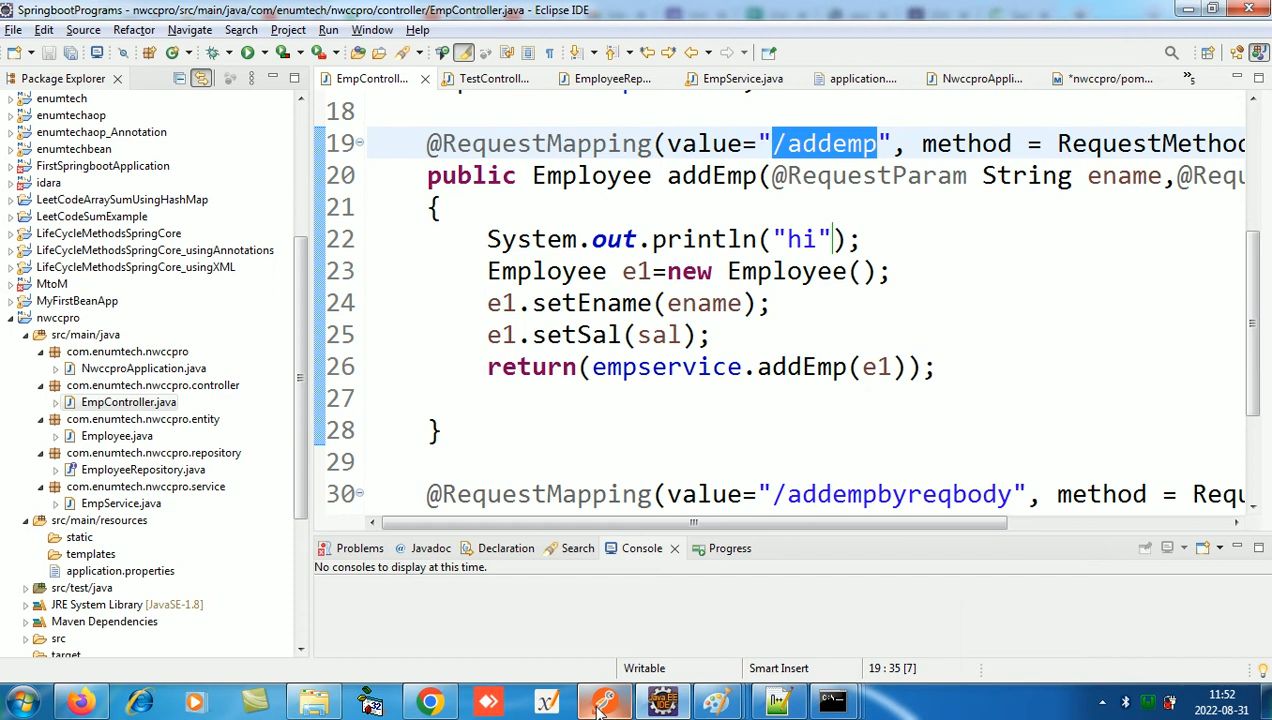 SpringbootPrograms - nwccpro/src/main/java/com/enumtech/nwccpro/controller/EmpController.java - Eclipse IDE
File Edit Source Refactor Navigate Search Project Run Window Help
Package Explorer
EmpControll... TestControll... EmployeeRep... EmpService.java application.... NwccproAppli... *nwccpro/pom...
enumtech
enumtechaop
enumtechaop_Annotation
enumtechbean
FirstSpringbootApplication
idara
LeetCodeArraySumUsingHashMap
LeetCodeSumExample
LifeCycleMethodsSpringCore
LifeCycleMethodsSpringCore_usingAnnotations
LifeCycleMethodsSpringCore_usingXML
MtoM
MyFirstBeanApp
nwccpro
src/main/java
com.enumtech.nwccpro
NwccproApplication.java
com.enumtech.nwccpro.controller
EmpController.java
com.enumtech.nwccpro.entity
Employee.java
com.enumtech.nwccpro.repository
EmployeeRepository.java
com.enumtech.nwccpro.service
EmpService.java
src/main/resources
static
templates
application.properties
src/test/java
JRE System Library [JavaSE-1.8]
Maven Dependencies
src
target
18
19 @RequestMapping(value="/addemp", method = RequestMethod
20 public Employee addEmp(@RequestParam String ename,@Requ
21 {
22 System.out.println("hi");
23 Employee e1=new Employee();
24 e1.setEname(ename);
25 e1.setSal(sal);
26 return(empservice.addEmp(e1));
27
28 }
29
30 @RequestMapping(value="/addempbyreqbody", method = Requ
Problems Javadoc Declaration Search Console Progress
No consoles to display at this time.
Writable Smart Insert 19 : 35 [7]
11:52
2022-08-31